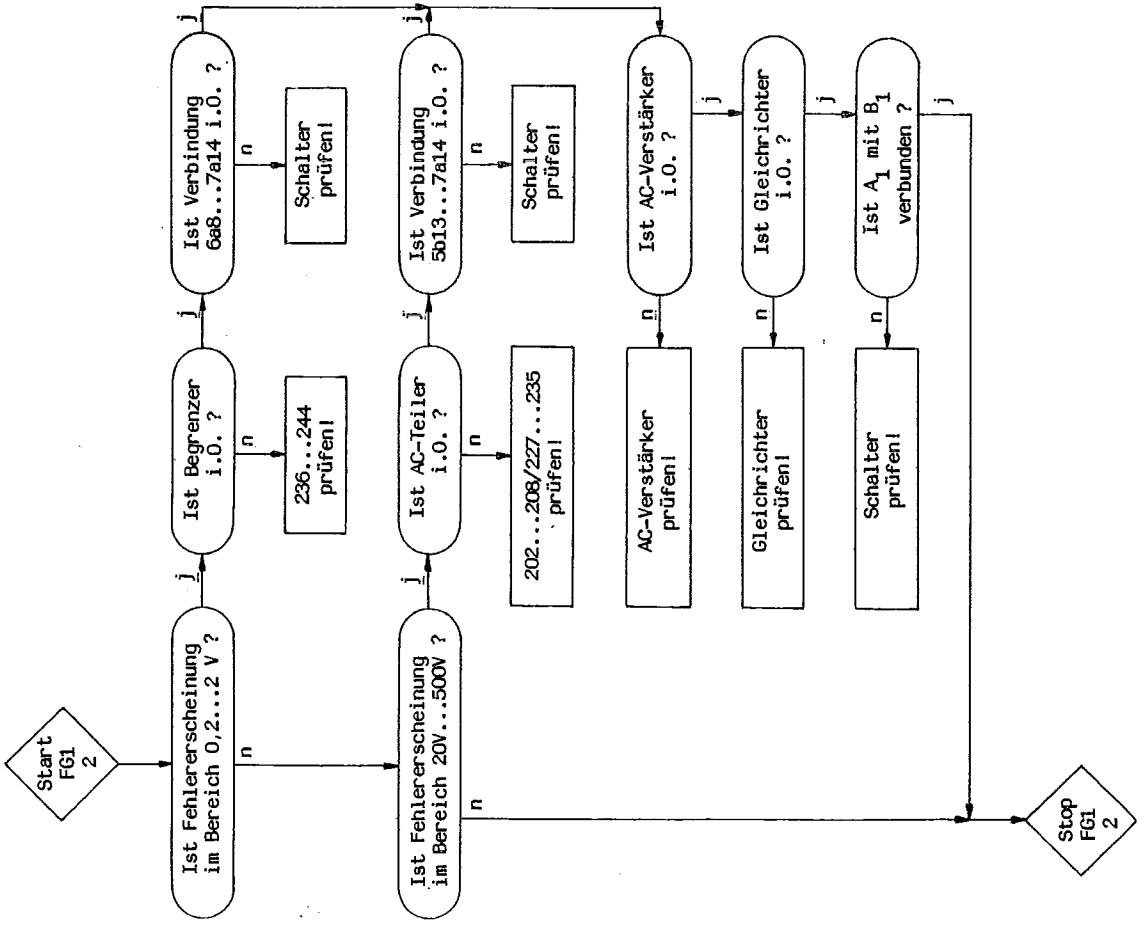 Start
FG1
2
Ist Fehlererscheinung
im Bereich 0,2...2 V ?
j
n
Ist Begrenzer
i.O. ?
j
n
236...244
prüfen!
Ist Verbindung
6a8...7a14 i.O. ?
j
n
Schalter
prüfen!
Ist Fehlererscheinung
im Bereich 20V...500V ?
j
n
Ist AC-Teiler
i.O. ?
j
n
202...208/227...235
prüfen!
Ist Verbindung
5b13...7a14 i.O. ?
j
n
Schalter
prüfen!
Ist AC-Verstärker
i.O. ?
n
j
AC-Verstärker
prüfen!
Ist Gleichrichter
i.O. ?
n
j
Gleichrichter
prüfen!
Ist A1 mit B1
verbunden ?
n
j
Schalter
prüfen!
Stop
FG1
2